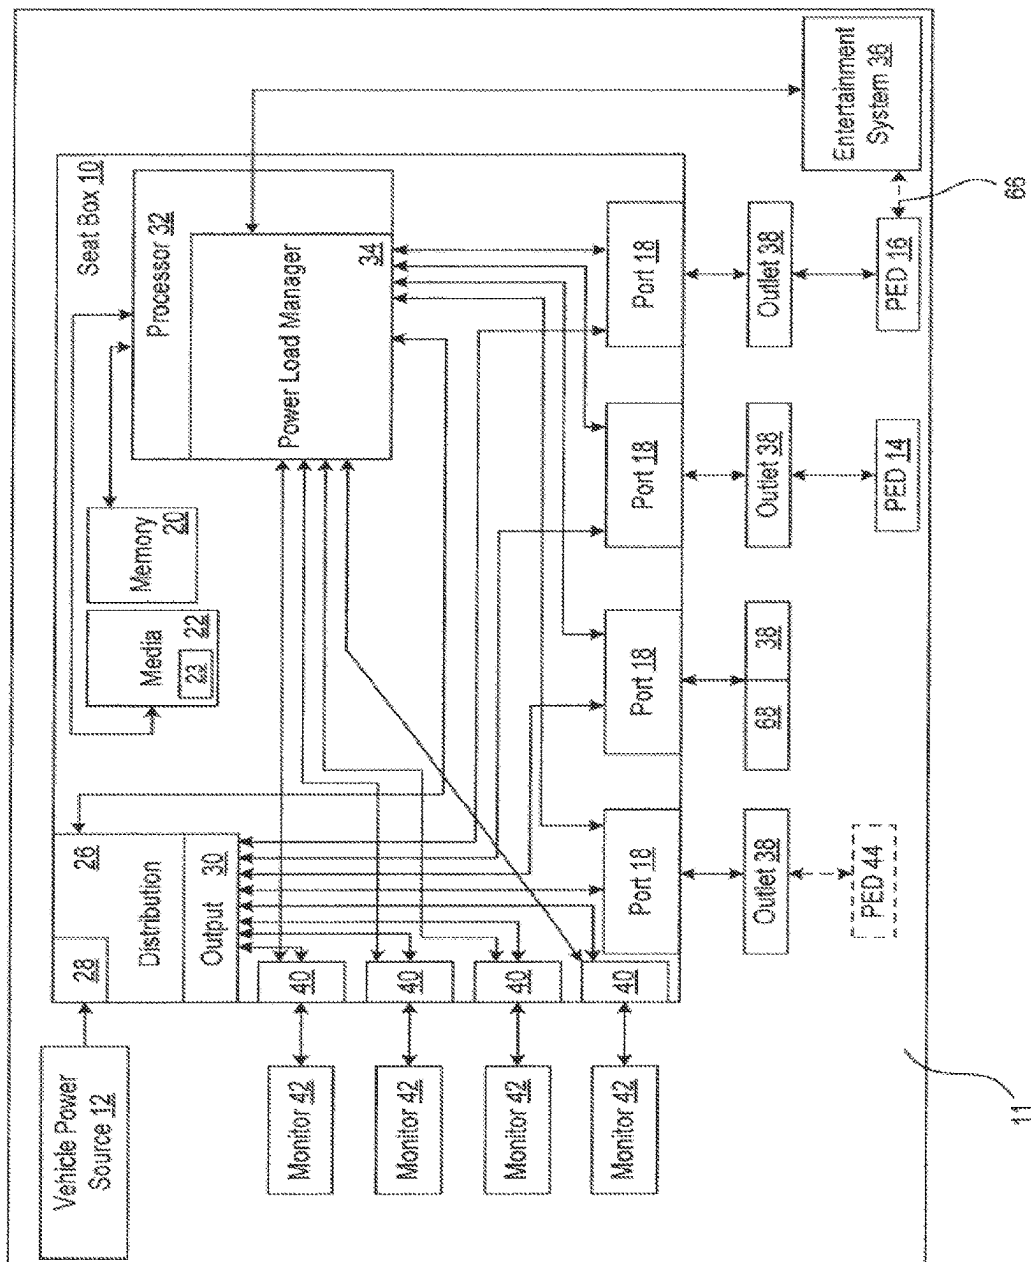 Vehicle Power
Source 12
28
26
Distribution
Output 30
Media
22
23
Memory
20
Seat Box 10
Processor 32
Power Load Manager
34
40
40
40
40
Monitor 42
Monitor 42
Monitor 42
Monitor 42
Port 18
Port 18
Port 18
Port 18
Outlet 38
68
38
Outlet 38
Outlet 38
PED 44
PED 14
PED 16
Entertainment
System 36
66
11